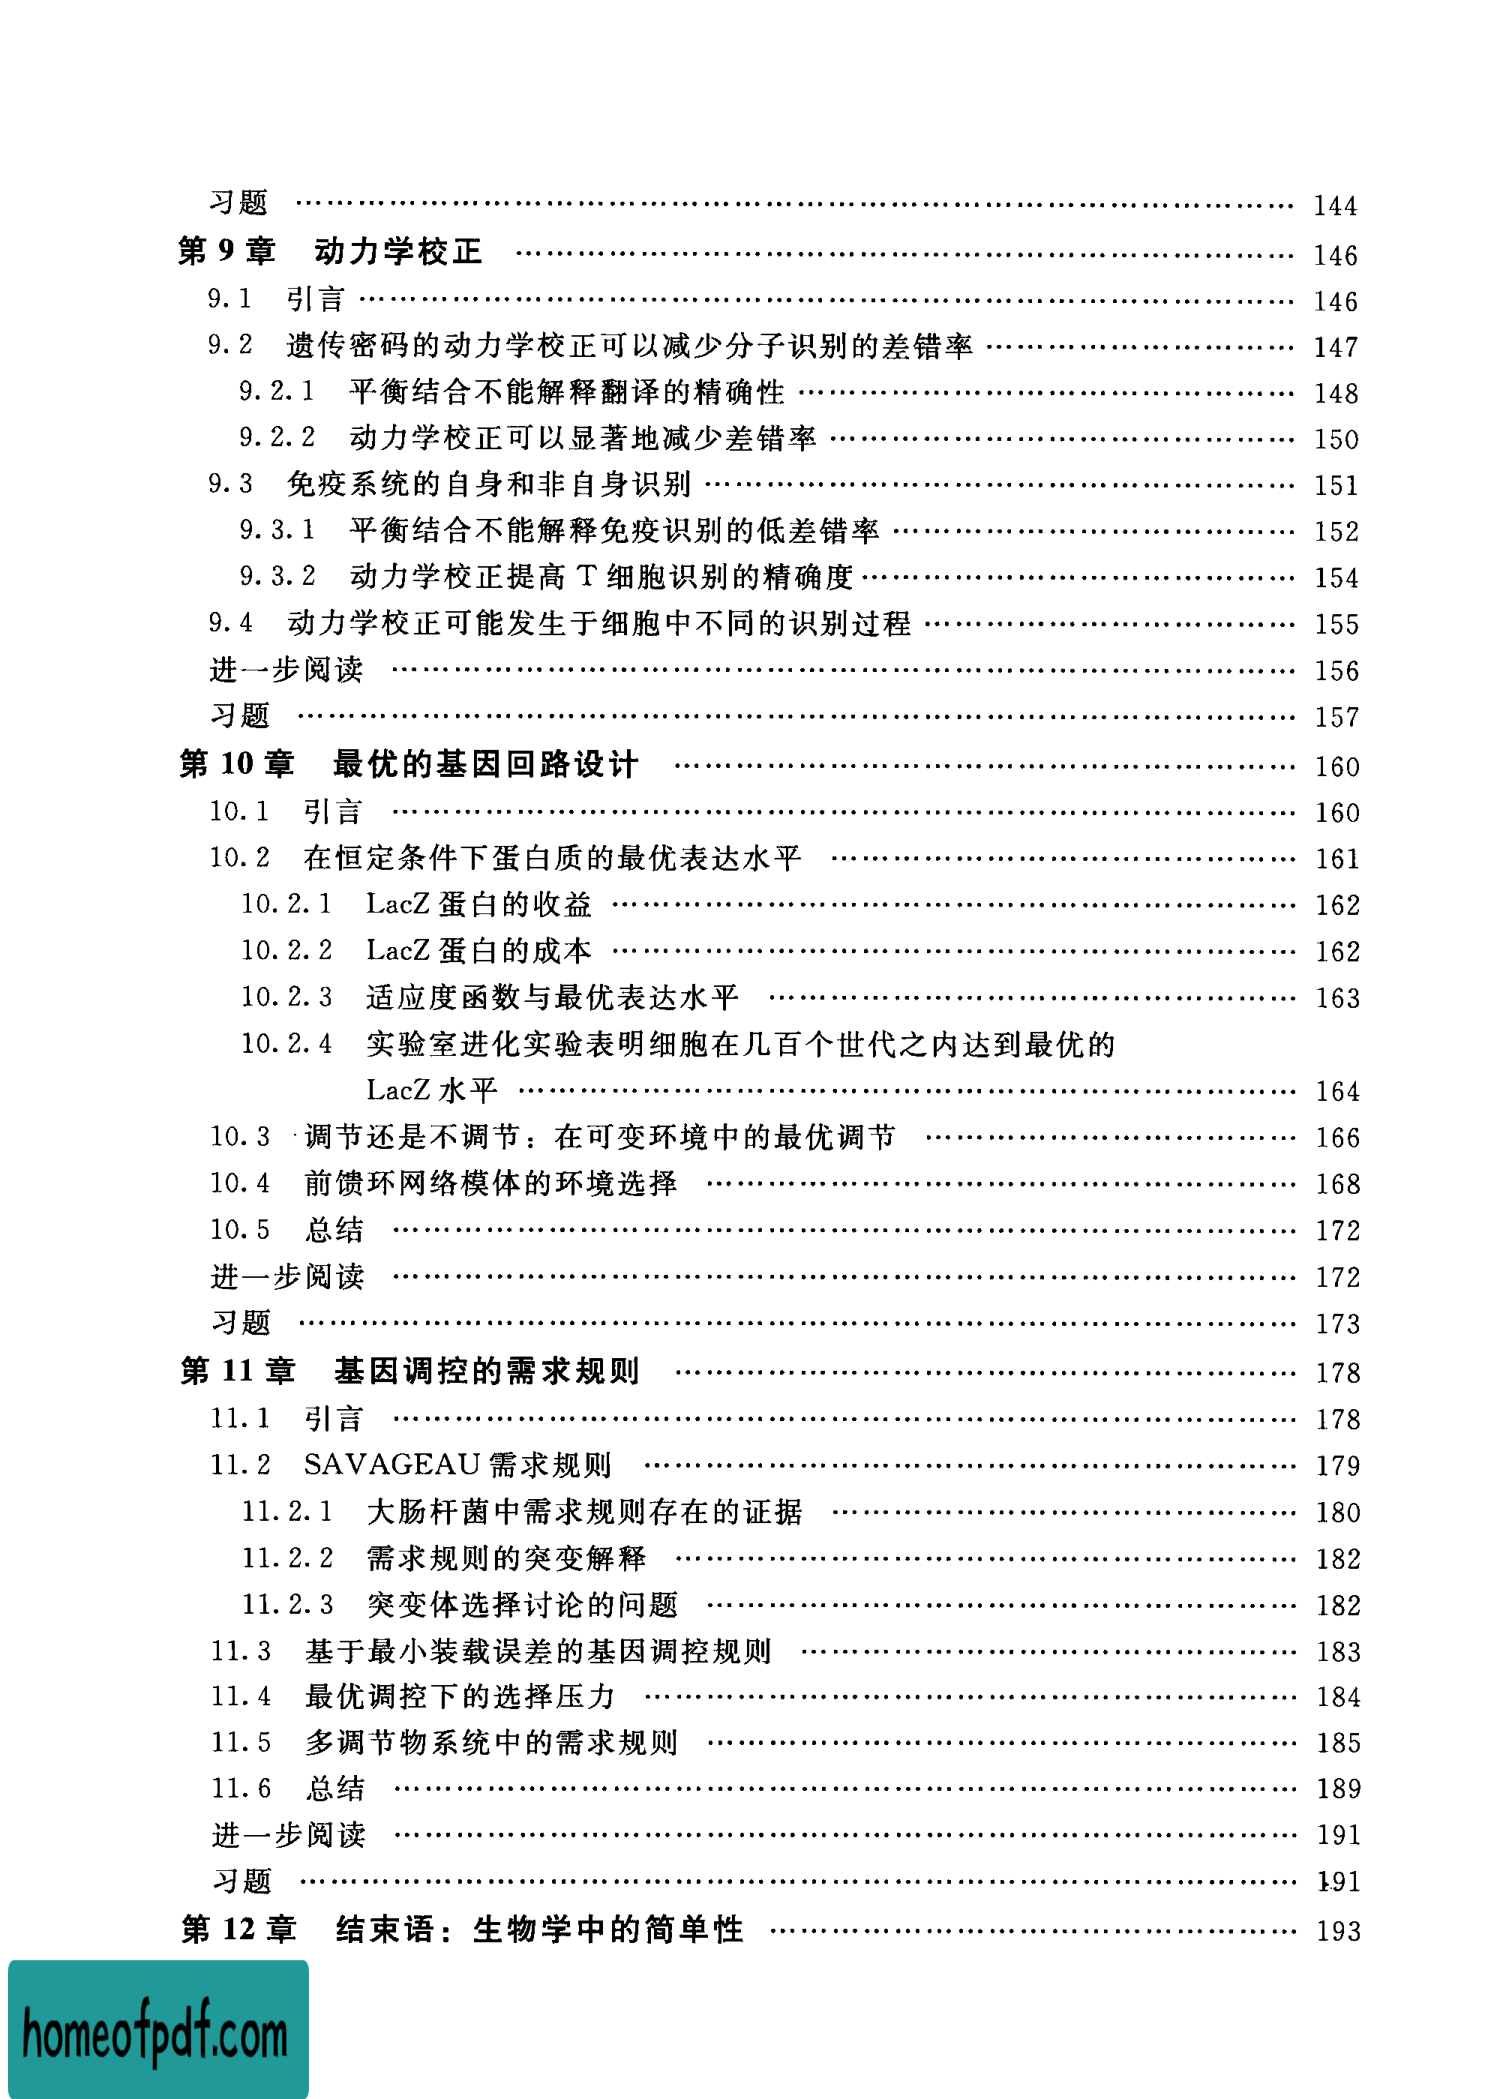 习题 …………………………………………………………………………………… 144
第 9 章 动力学校正 ………………………………………………………………… 146
9.1 引言 ……………………………………………………………………………… 146
9.2 遗传密码的动力学校正可以减少分子识别的差错率 ………………………… 147
9.2.1 平衡结合不能解释翻译的精确性 ………………………………………… 148
9.2.2 动力学校正可以显著地减少差错率 ……………………………………… 150
9.3 免疫系统的自身和非自身识别 ………………………………………………… 151
9.3.1 平衡结合不能解释免疫识别的低差错率 ………………………………… 152
9.3.2 动力学校正提高 T 细胞识别的精确度 …………………………………… 154
9.4 动力学校正可能发生于细胞中不同的识别过程 ……………………………… 155
进一步阅读 …………………………………………………………………………… 156
习题 …………………………………………………………………………………… 157
第 10 章 最优的基因回路设计 ……………………………………………………… 160
10.1 引言 …………………………………………………………………………… 160
10.2 在恒定条件下蛋白质的最优表达水平 ……………………………………… 161
10.2.1 LacZ 蛋白的收益 ………………………………………………………… 162
10.2.2 LacZ 蛋白的成本 ………………………………………………………… 162
10.2.3 适应度函数与最优表达水平 ……………………………………………… 163
10.2.4 实验室进化实验表明细胞在几百个世代之内达到最优的
LacZ 水平 …………………………………………………………………… 164
10.3 调节还是不调节：在可变环境中的最优调节 ……………………………… 166
10.4 前馈环网络模体的环境选择 ………………………………………………… 168
10.5 总结 …………………………………………………………………………… 172
进一步阅读 …………………………………………………………………………… 172
习题 …………………………………………………………………………………… 173
第 11 章 基因调控的需求规则 ……………………………………………………… 178
11.1 引言 …………………………………………………………………………… 178
11.2 SAVAGEAU 需求规则 ………………………………………………………… 179
11.2.1 大肠杆菌中需求规则存在的证据 ………………………………………… 180
11.2.2 需求规则的突变解释 ……………………………………………………… 182
11.2.3 突变体选择讨论的问题 …………………………………………………… 182
11.3 基于最小装载误差的基因调控规则 ………………………………………… 183
11.4 最优调控下的选择压力 ……………………………………………………… 184
11.5 多调节物系统中的需求规则 ………………………………………………… 185
11.6 总结 …………………………………………………………………………… 189
进一步阅读 …………………………………………………………………………… 191
习题 …………………………………………………………………………………… 191
第 12 章 结束语：生物学中的简单性 ……………………………………………… 193
homeofpdf.com